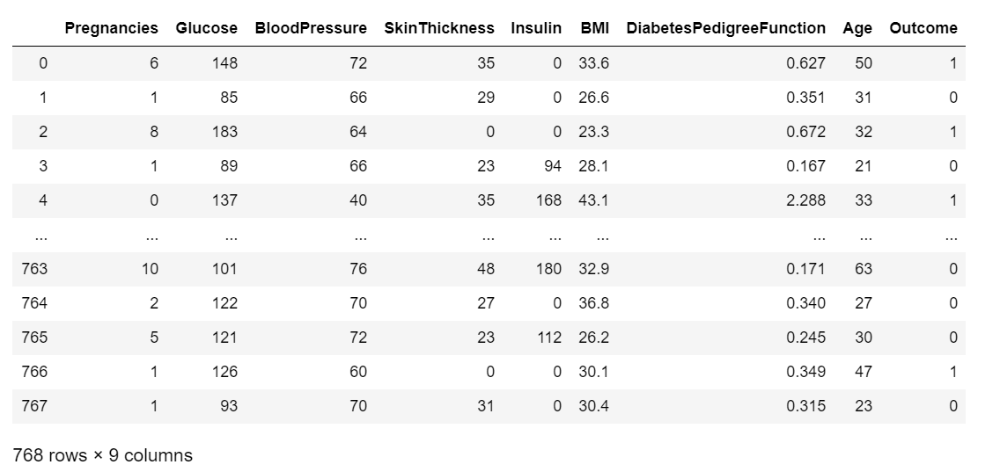 Pregnancies Glucose BloodPressure SkinThickness Insulin BMI DiabetesPedigreeFunction Age Outcome
0 6 148 72 35 0 33.6 0.627 50 1
1 1 85 66 29 0 26.6 0.351 31 0
2 8 183 64 0 0 23.3 0.672 32 1
3 1 89 66 23 94 28.1 0.167 21 0
4 0 137 40 35 168 43.1 2.288 33 1
... ... ... ... ... ... ... ... ... ...
763 10 101 76 48 180 32.9 0.171 63 0
764 2 122 70 27 0 36.8 0.340 27 0
765 5 121 72 23 112 26.2 0.245 30 0
766 1 126 60 0 0 30.1 0.349 47 1
767 1 93 70 31 0 30.4 0.315 23 0
768 rows × 9 columns